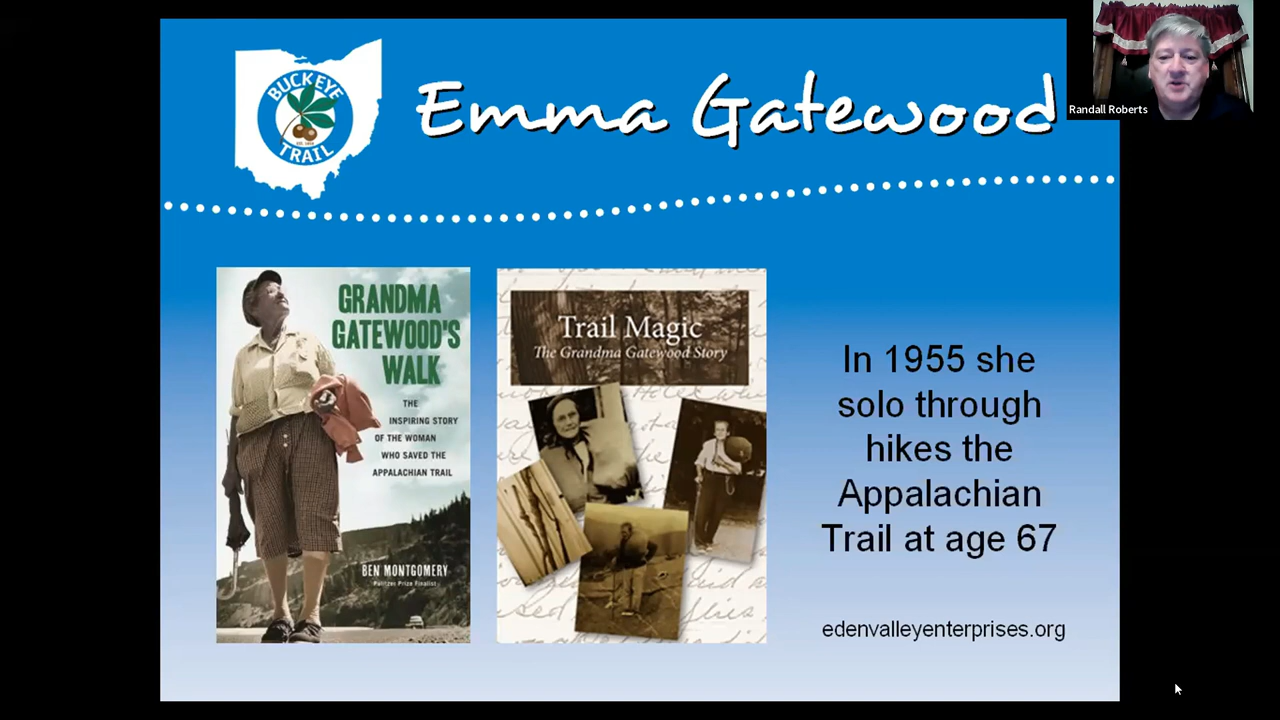 BUCKEYE
TRAIL
Emma Gatewood
Randall Roberts
GRANDMA
GATEWOOD'S
WALK
THE
INSPIRING STORY
OF THE WOMAN
WHO SAVED THE
APPALACHIAN TRAIL
BEN MONTGOMERY
Pulitzer Prize Finalist
Trail Magic
The Grandma Gatewood Story
In 1955 she
solo through
hikes the
Appalachian
Trail at age 67
edenvalleyenterprises.org